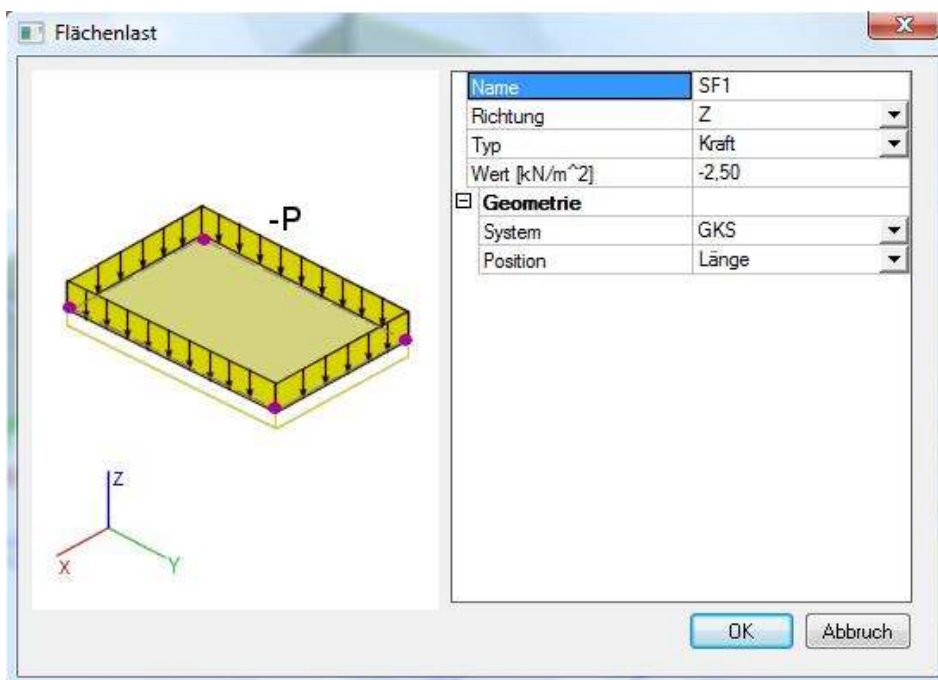 Flächenlast
-P
Z
X
Y
Name SF1
Richtung Z
Typ Kraft
Wert [kN/m^2] -2,50
Geometrie
System GKS
Position Länge
OK Abbruch